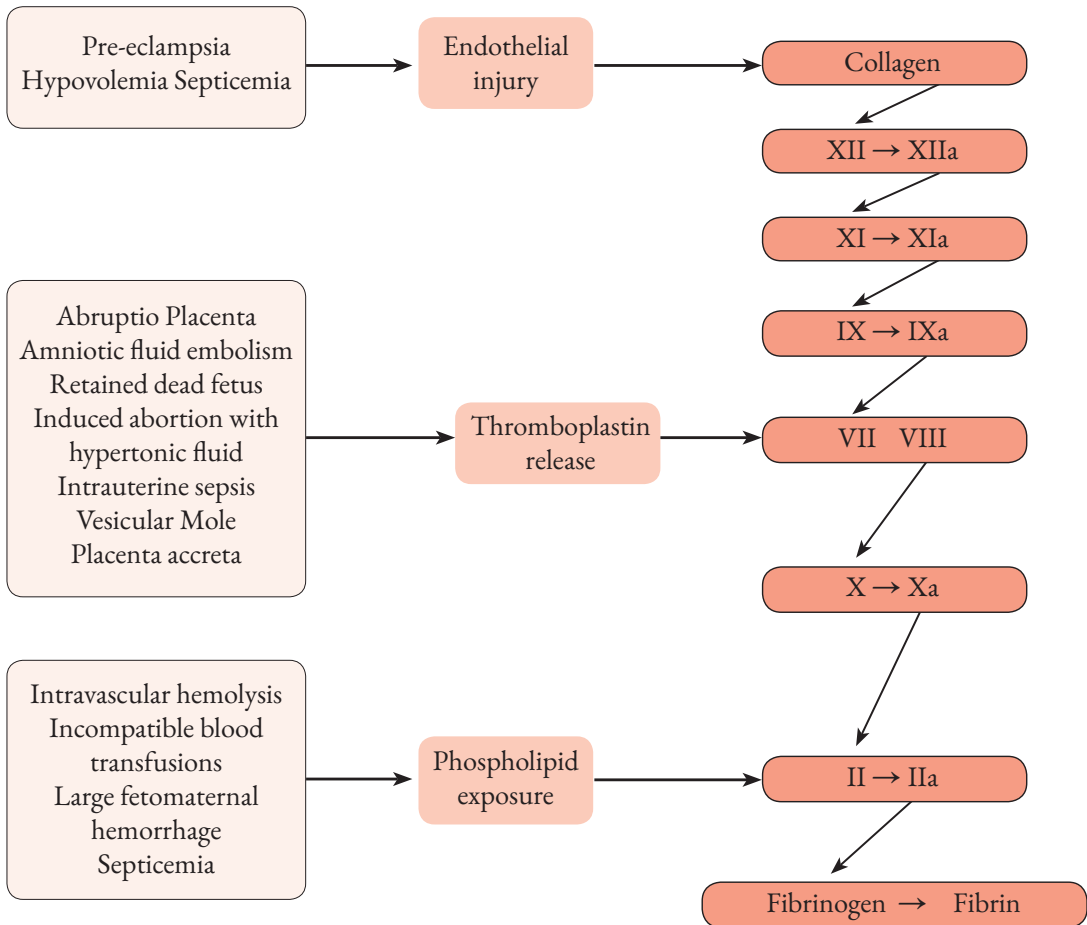 Pre-eclampsia
Hypovolemia Septicemia
Endothelial
injury
Collagen
XII → XIIa
XI → XIa
IX → IXa
Abruptio Placenta
Amniotic fluid embolism
Retained dead fetus
Induced abortion with
hypertonic fluid
Intrauterine sepsis
Vesicular Mole
Placenta accreta
Thromboplastin
release
VII VIII
X → Xa
Intravascular hemolysis
Incompatible blood
transfusions
Large fetomaternal
hemorrhage
Septicemia
Phospholipid
exposure
II → IIa
Fibrinogen → Fibrin